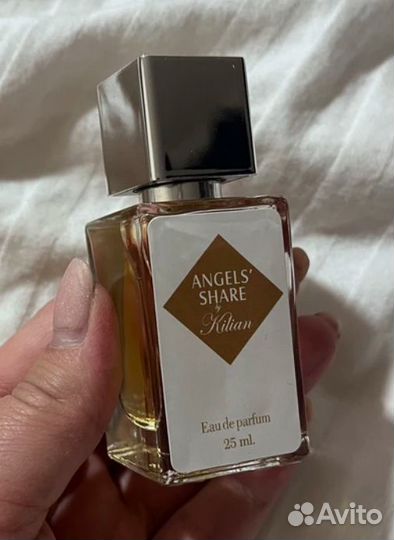 ANGELS'
SHARE
by
Kilian
Eau de parfum
25 ml.
Avito